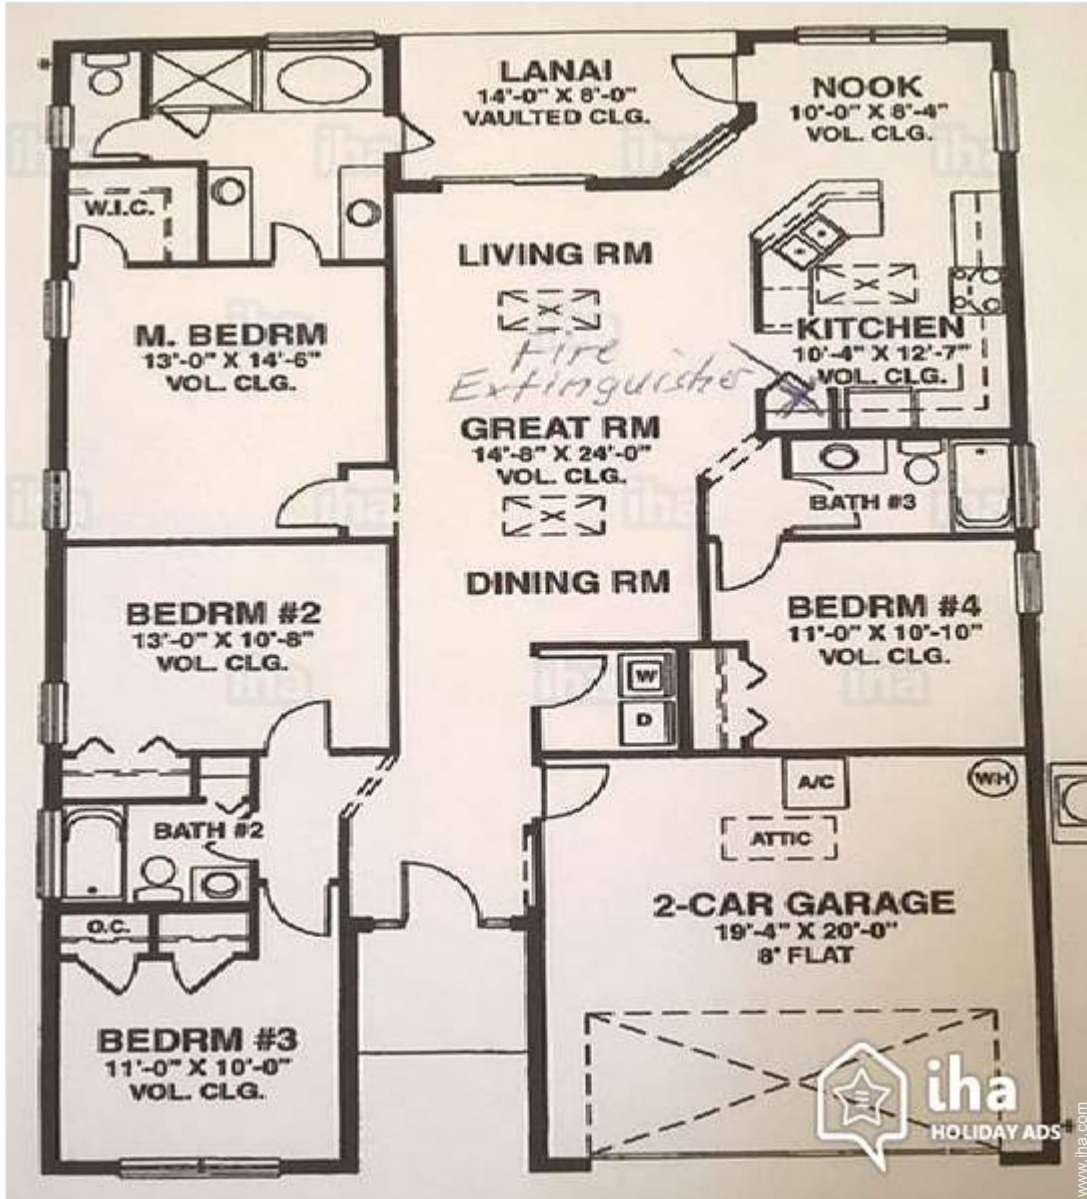 LANAI
14'-0" X 8'-0"
VAULTED CLG.
NOOK
10'-0" X 8'-4"
VOL. CLG.
W.I.C.
LIVING RM
M. BEDRM
13'-0" X 14'-6"
VOL. CLG.
KITCHEN
10'-4" X 12'-7"
VOL. CLG.
Fire
Extinguisher
GREAT RM
14'-8" X 24'-0"
VOL. CLG.
BATH #3
DINING RM
BEDRM #2
13'-0" X 10'-8"
VOL. CLG.
BEDRM #4
11'-0" X 10'-10"
VOL. CLG.
W
D
A/C
WH
BATH #2
ATTIC
2-CAR GARAGE
19'-4" X 20'-0"
8' FLAT
O.C.
BEDRM #3
11'-0" X 10'-0"
VOL. CLG.
iha
HOLIDAY ADS
www.iha.com